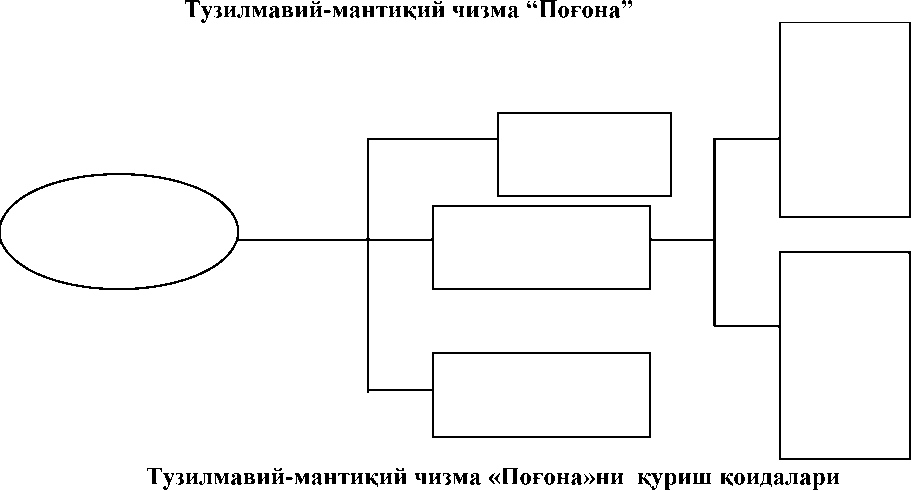 Тузилмавий-мантиқий чизма “Поғона”
Тузилмавий-мантиқий чизма «Поғона»ни қуриш қоидалари